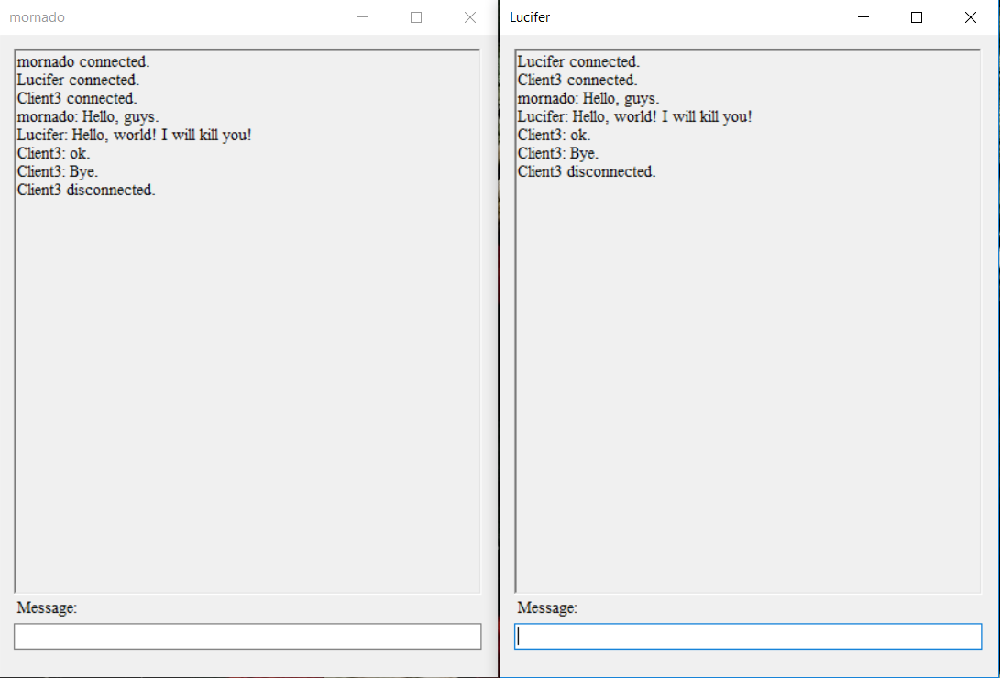 mornado
mornado connected.
Lucifer connected.
Client3 connected.
mornado: Hello, guys.
Lucifer: Hello, world! I will kill you!
Client3: ok.
Client3: Bye.
Client3 disconnected.
Message:
Lucifer
Lucifer connected.
Client3 connected.
mornado: Hello, guys.
Lucifer: Hello, world! I will kill you!
Client3: ok.
Client3: Bye.
Client3 disconnected.
Message: